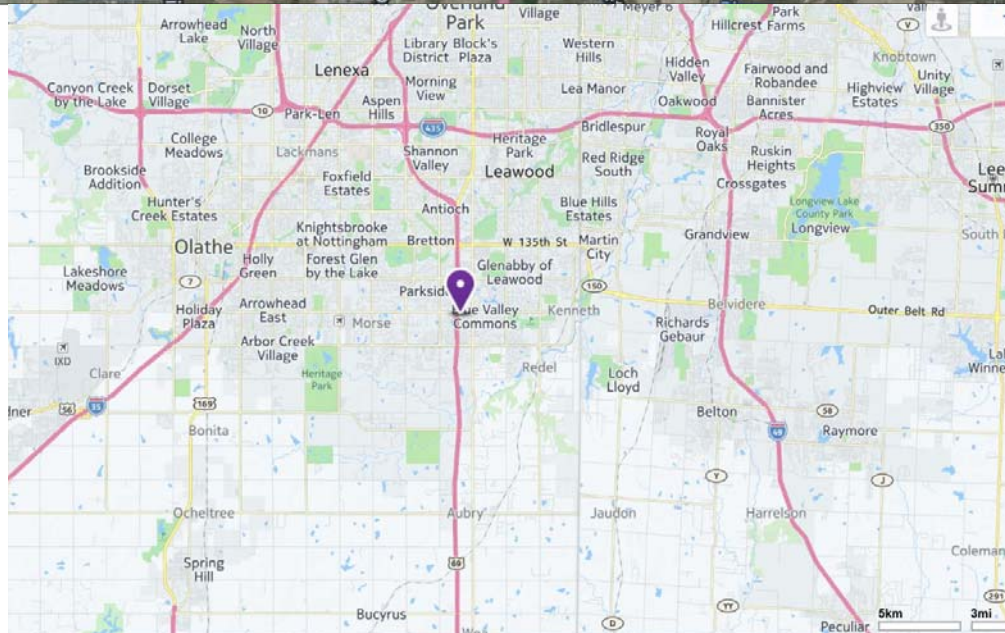 Overland
Park
Village
Meyer 6
Park
Hillcrest Farms
V
Arrowhead
Lake
North
Village
Library Block's
District Plaza
Western
Hills
Hidden
Valley
Knobtown
Lenexa
Morning
View
Lea Manor
Fairwood and
Robandee
Unity
Village
Canyon Creek
by the Lake
Dorset
Village
Aspen
Hills
Oakwood
Bannister
Acres
Highview
Estates
10
Park-Len
435
Bridlespur
350
College
Meadows
Heritage
Park
Royal
Oaks
Lackmans
Shannon
Valley
Leawood
Red Ridge
South
Ruskin
Heights
Lee
Summ
Brookside
Addition
Foxfield
Estates
Crossgates
Hunter's
Creek Estates
Antioch
Blue Hills
Estates
Longview Lake
County Park
Longview
Knightsbrooke
at Nottingham
Bretton
W 135th St
Martin
City
Grandview
South
Olathe
Holly
Green
Forest Glen
by the Lake
Glenabby of
Leawood
Lakeshore
Meadows
7
Parkside
150
Arrowhead
East
Holiday
Plaza
Morse
Blue Valley
Commons
Kenneth
Belvidere
Outer Belt Rd
Richards
Gebaur
Arbor Creek
Village
IXD
Clare
Heritage
Park
Redel
Loch
Lloyd
Winne
dner
56
35
169
Belton
58
Bonita
49
Raymore
Y
J
Ocheltree
Aubry
Jaudon
Harrelson
Spring
Hill
69
Coleman
291
YY
Bucyrus
D
Peculiar
5km
3mi